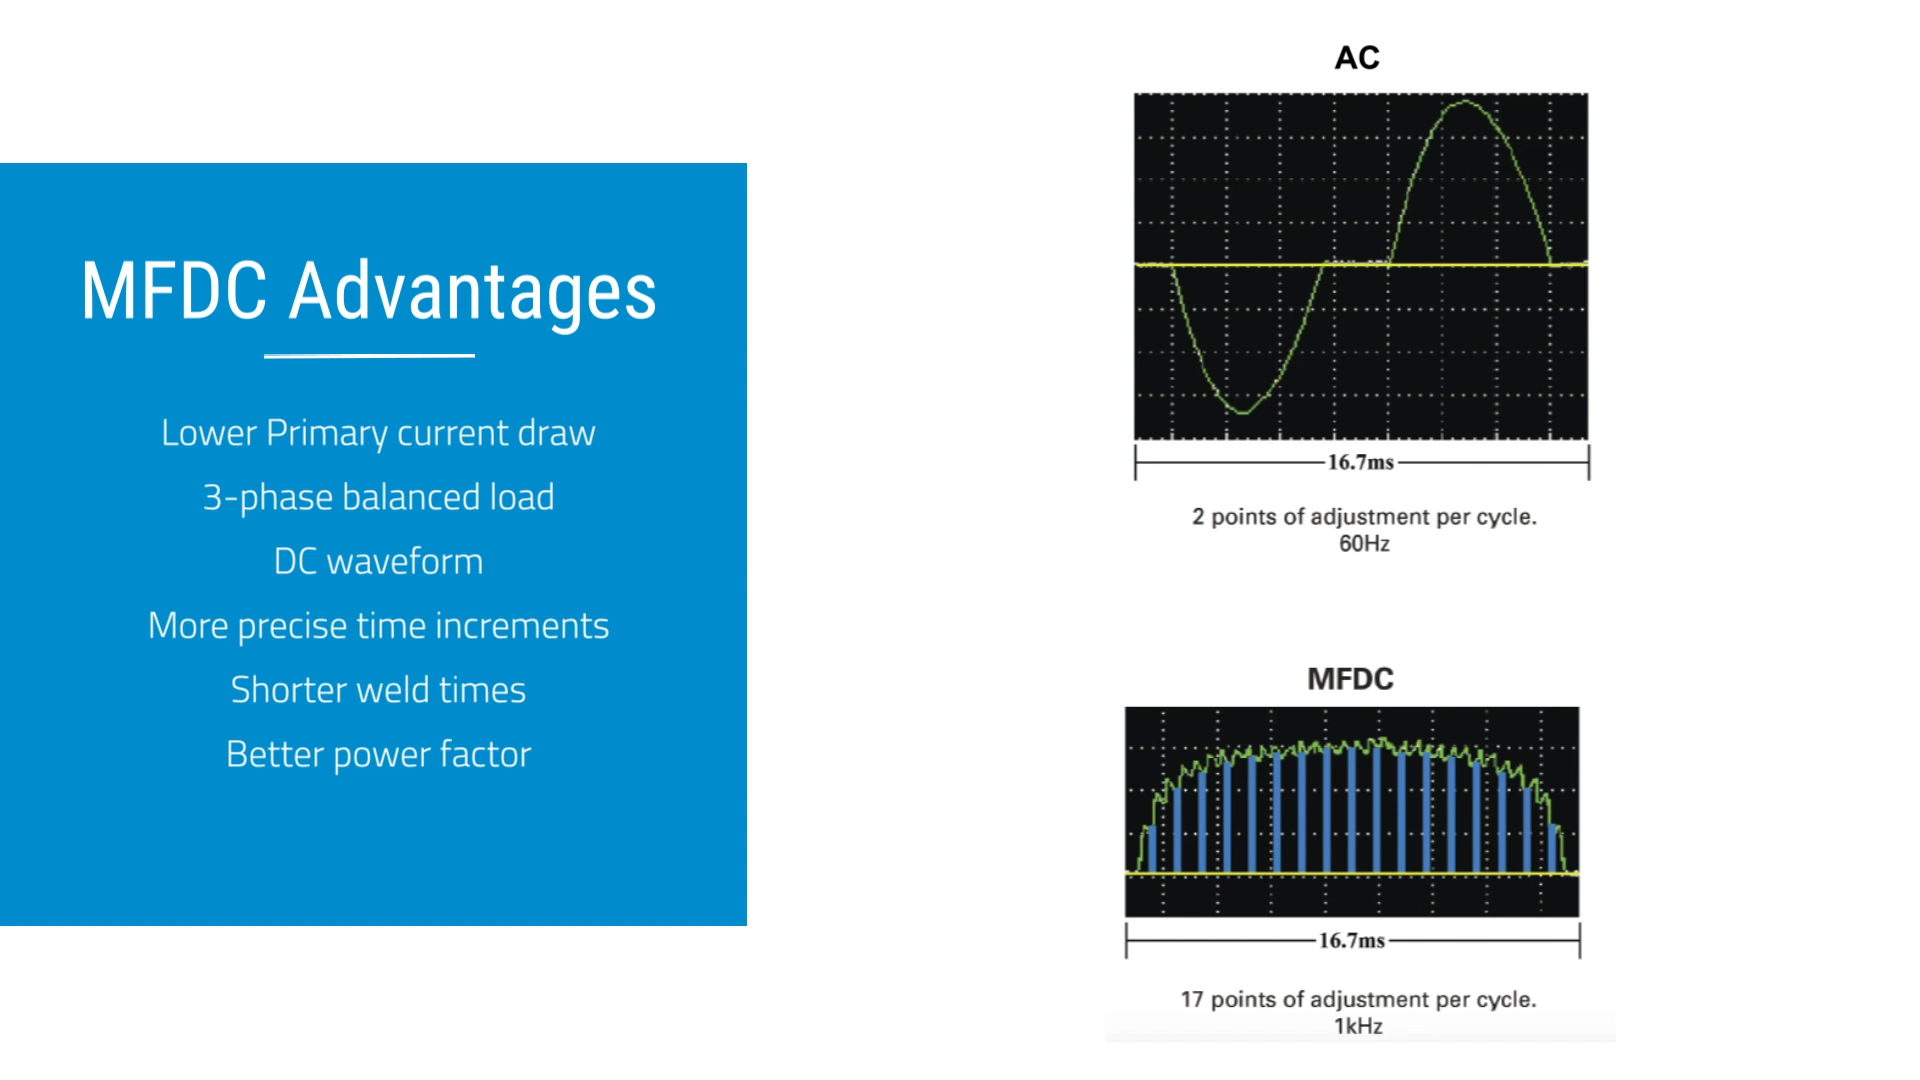 MFDC Advantages
Lower Primary current draw
3-phase balanced load
DC waveform
More precise time increments
Shorter weld times
Better power factor
AC
16.7ms
2 points of adjustment per cycle.
60Hz
MFDC
16.7ms
17 points of adjustment per cycle.
1kHz